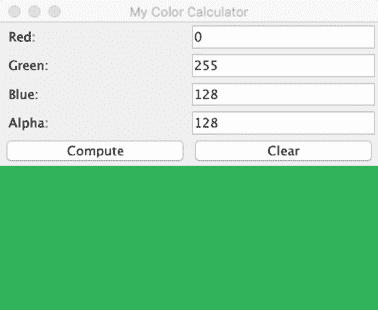 My Color Calculator
Red: 0
Green: 255
Blue: 128
Alpha: 128
Compute Clear